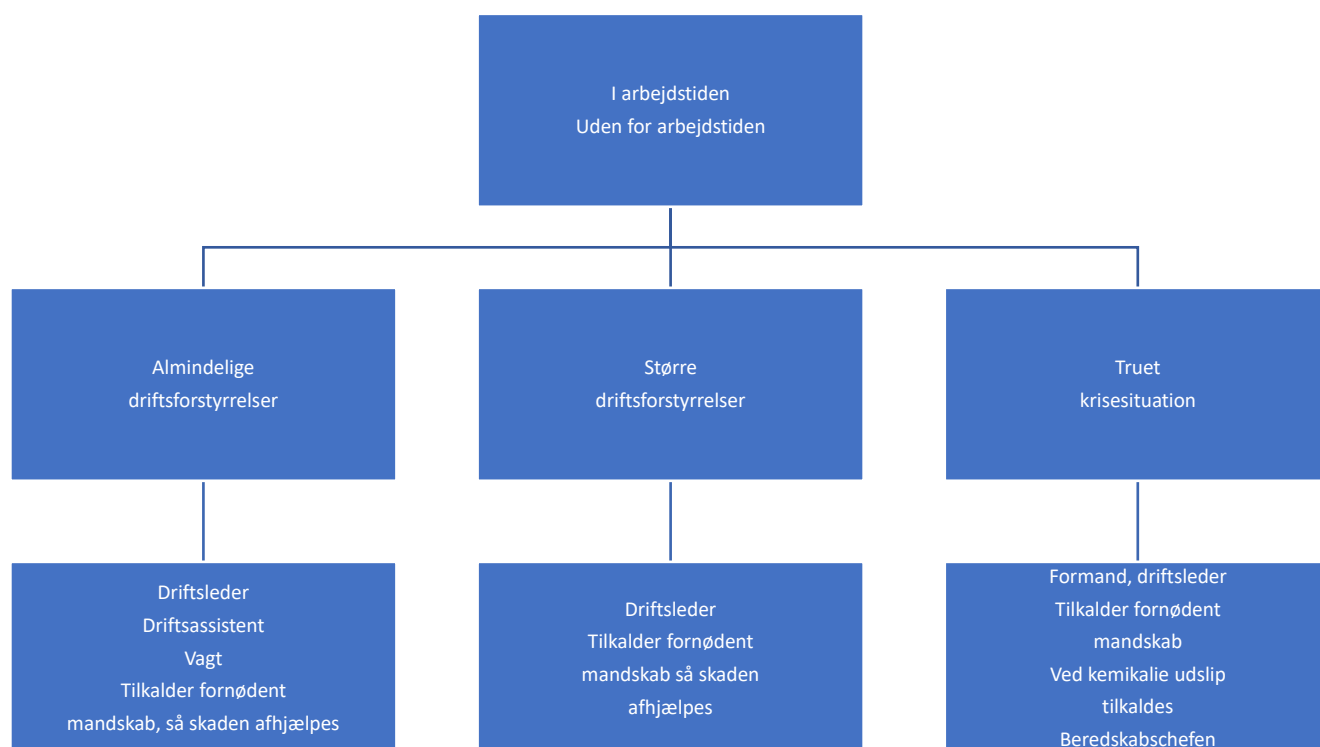 I arbejdstiden
Uden for arbejdstiden
Almindelige
driftsforstyrrelser
Større
driftsforstyrrelser
Truet
krisesituation
Driftsleder
Driftsassistent
Vagt
Tilkalder fornødent
mandskab, så skaden afhjælpes
Driftsleder
Tilkalder fornødent
mandskab så skaden
afhjælpes
Formand, driftsleder
Tilkalder fornødent
mandskab
Ved kemikalie udslip
tilkaldes
Beredskabschefen